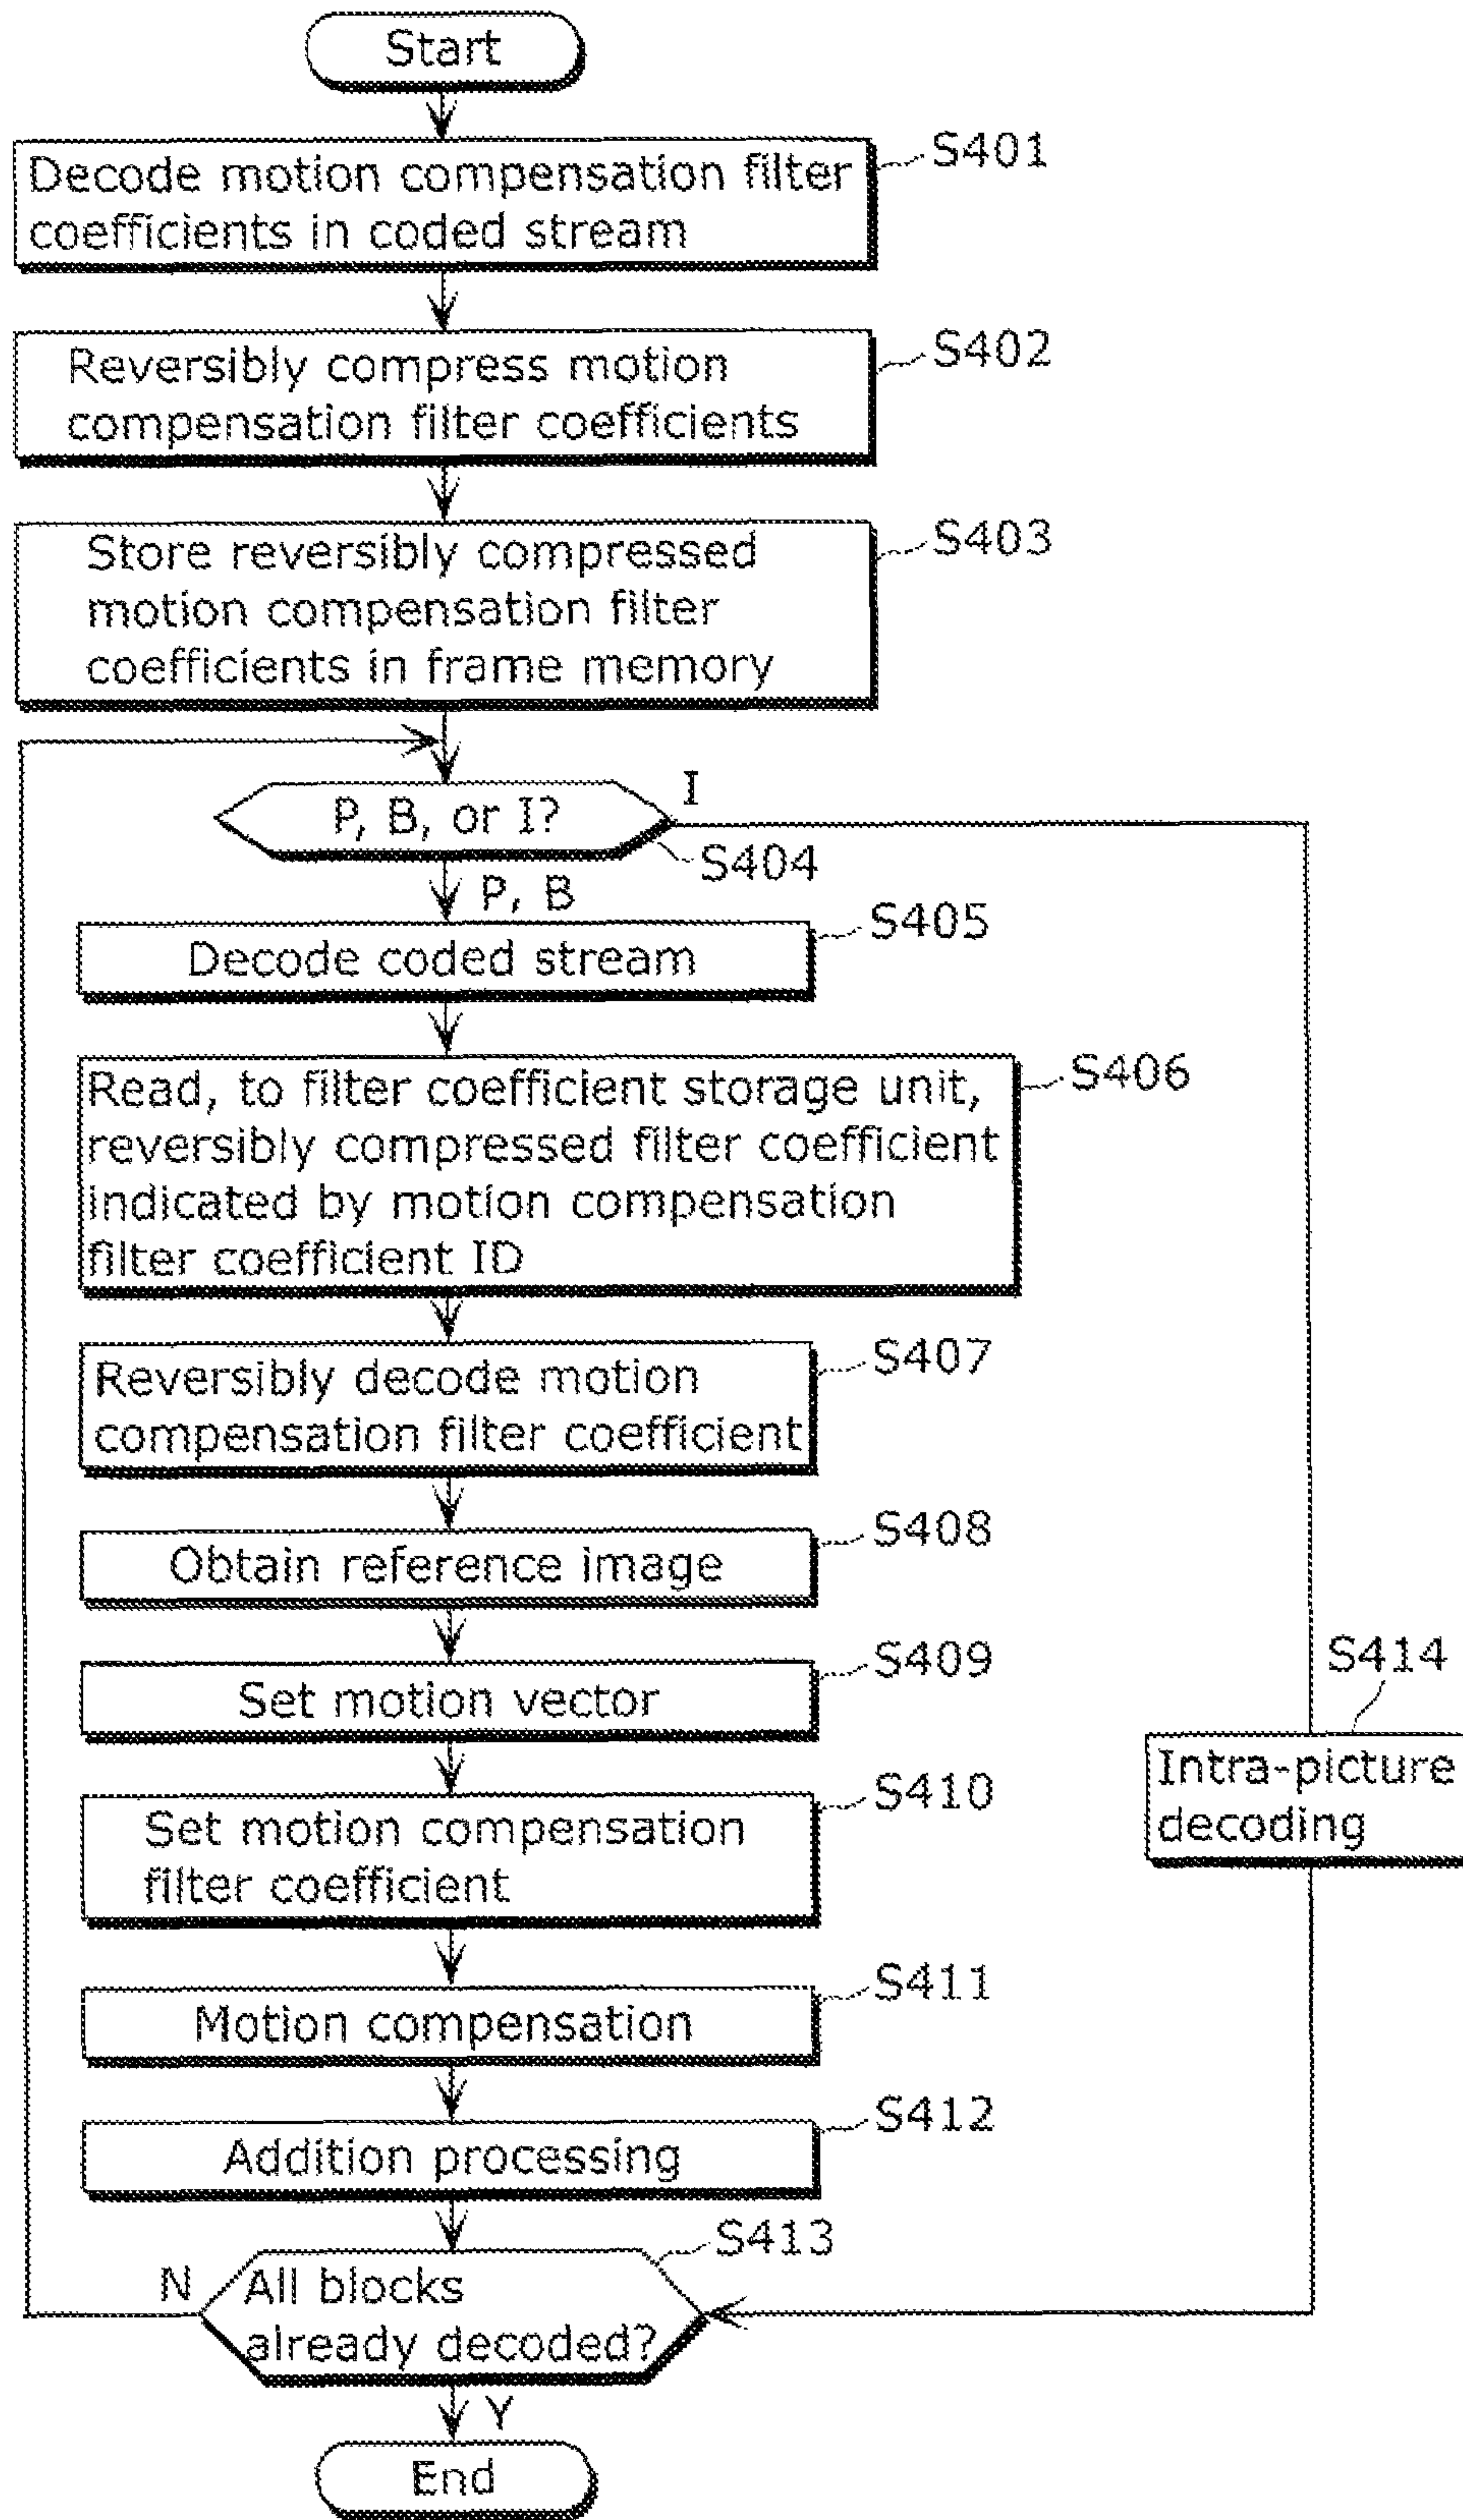 Start
S401
Decode motion compensation filter
coefficients in coded stream
S402
Reversibly compress motion
compensation filter coefficients
S403
Store reversibly compressed
motion compensation filter
coefficients in frame memory
I
P, B, or I?
S404
P, B
S405
Decode coded stream
S406
Read, to filter coefficient storage unit,
reversibly compressed filter coefficient
indicated by motion compensation
filter coefficient ID
S407
Reversibly decode motion
compensation filter coefficient
S408
Obtain reference image
S409
Set motion vector
S414
Intra-picture
decoding
S410
Set motion compensation
filter coefficient
S411
Motion compensation
S412
Addition processing
S413
N
All blocks
already decoded?
Y
End